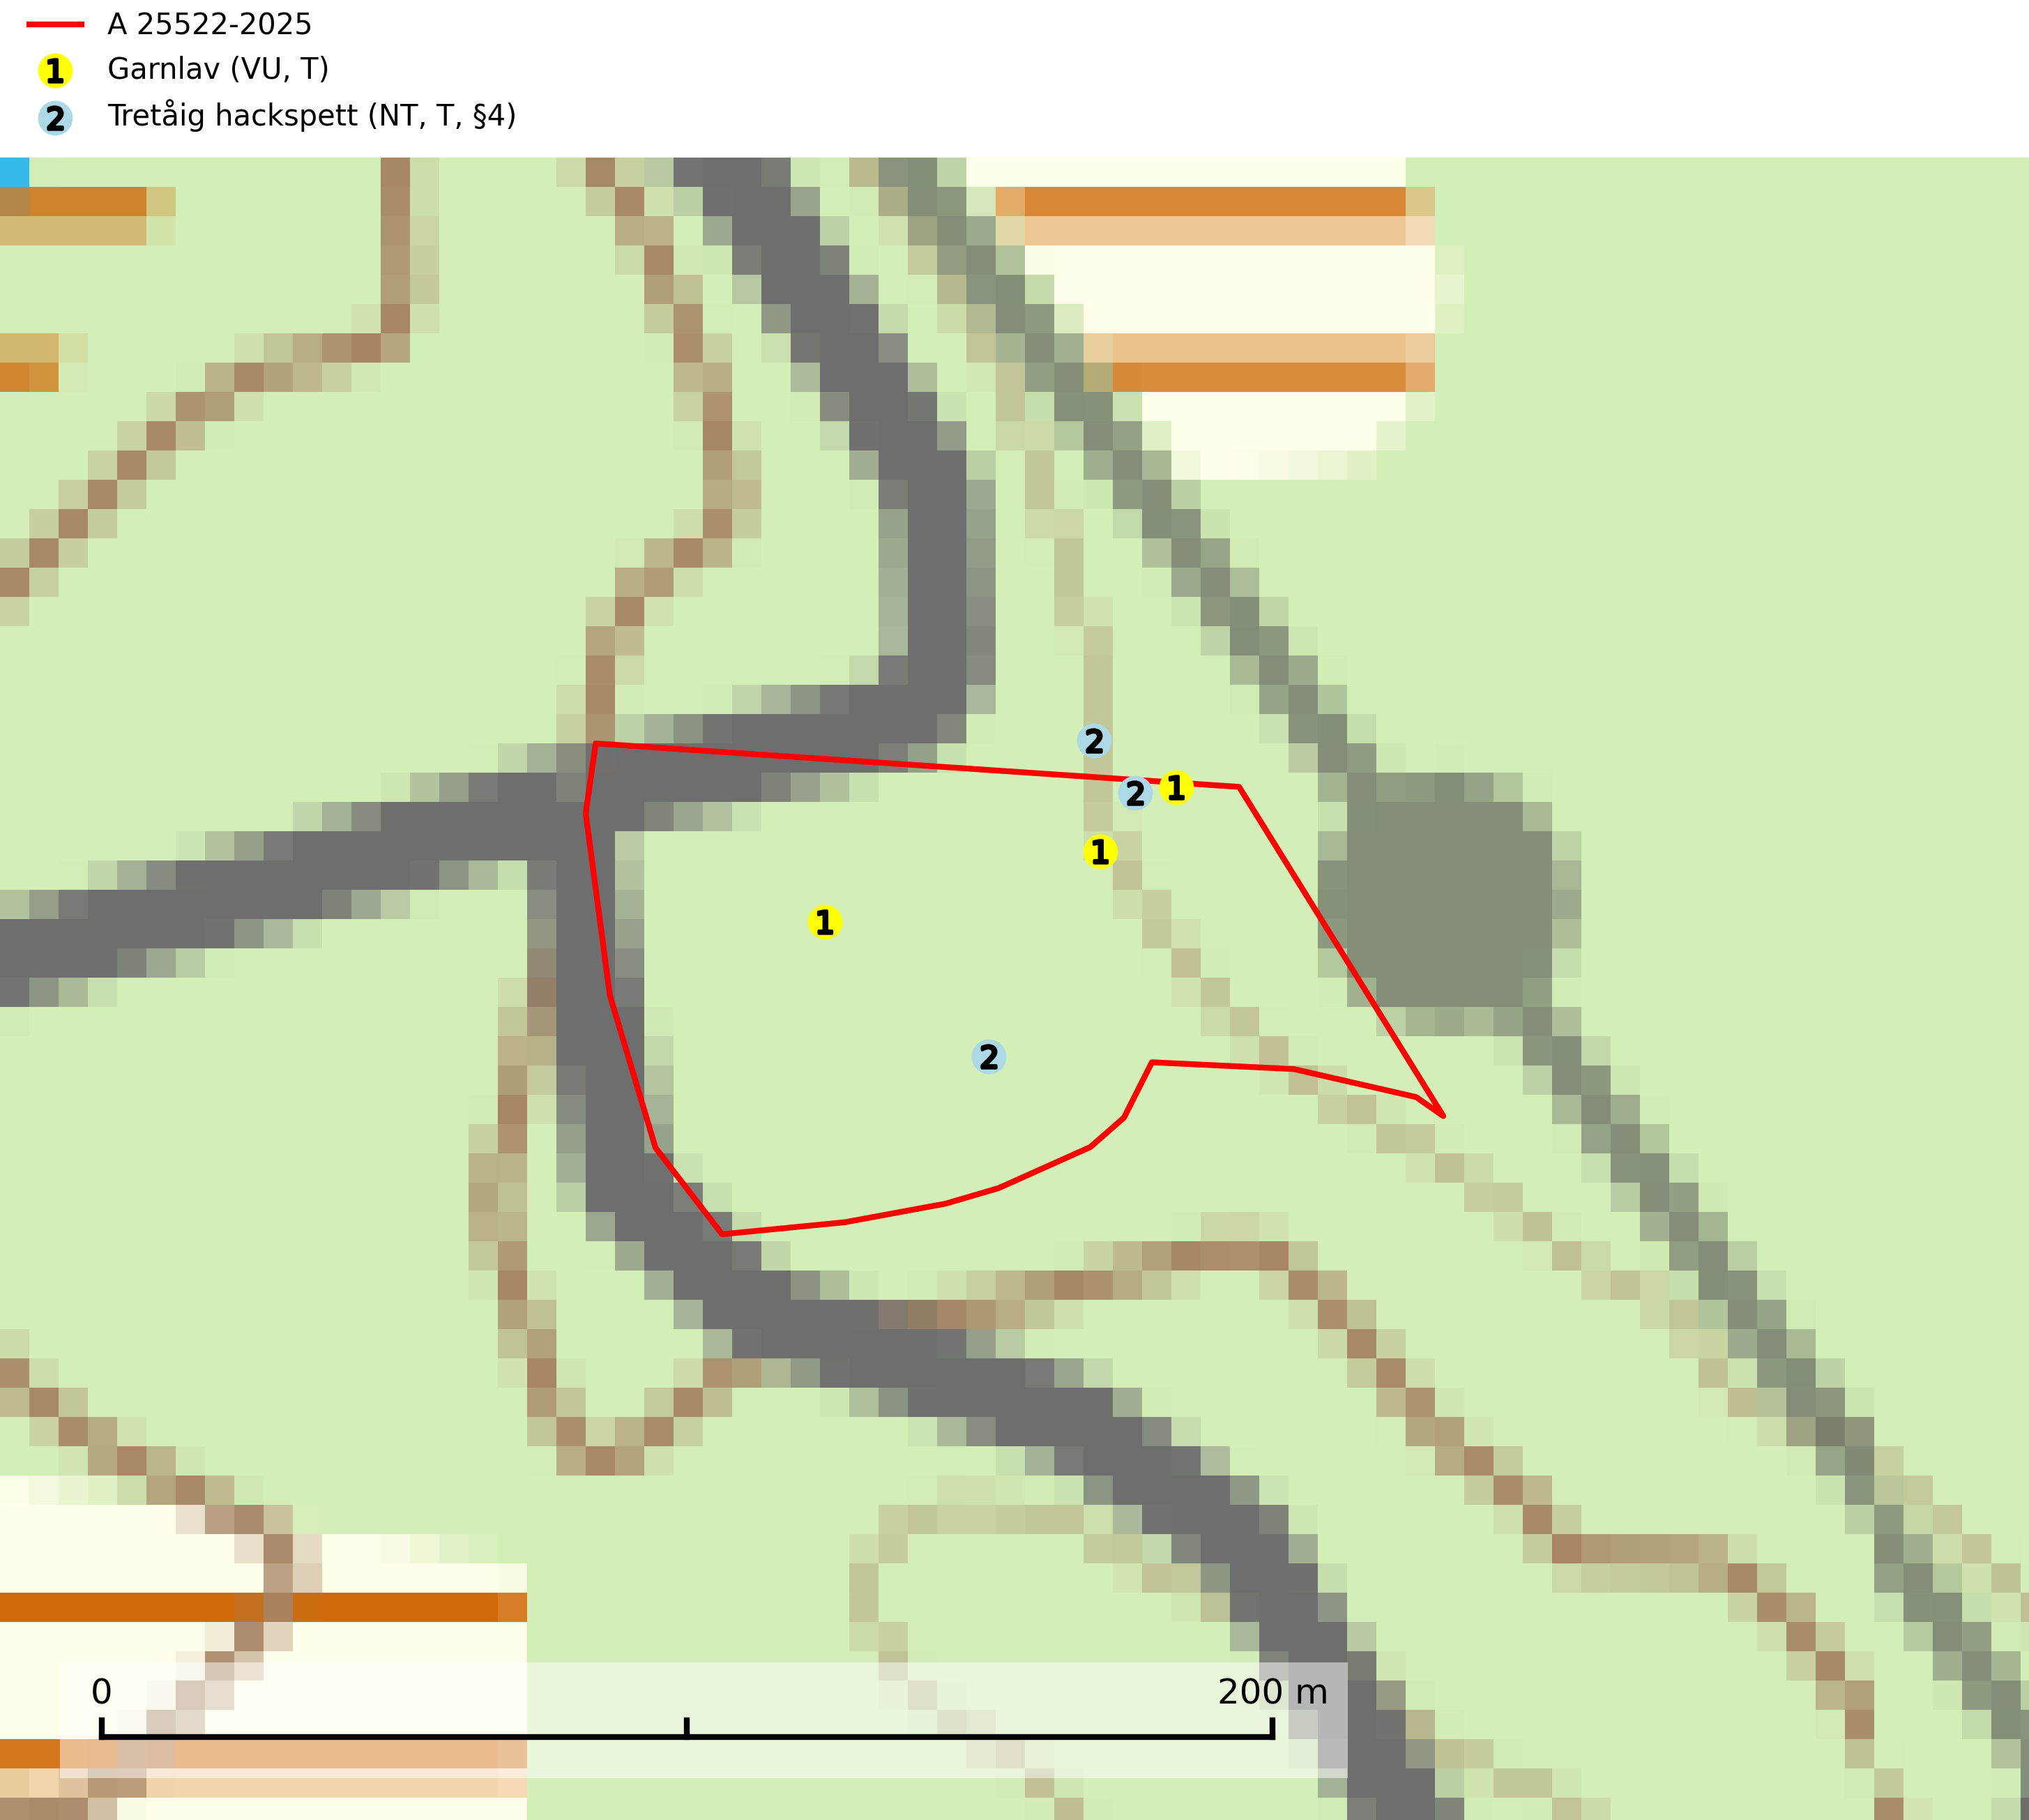 A 25522-2025
1 Garnlav (VU, T)
2 Tretåig hackspett (NT, T, §4)
2
2 1
1
1
2
0 200 m